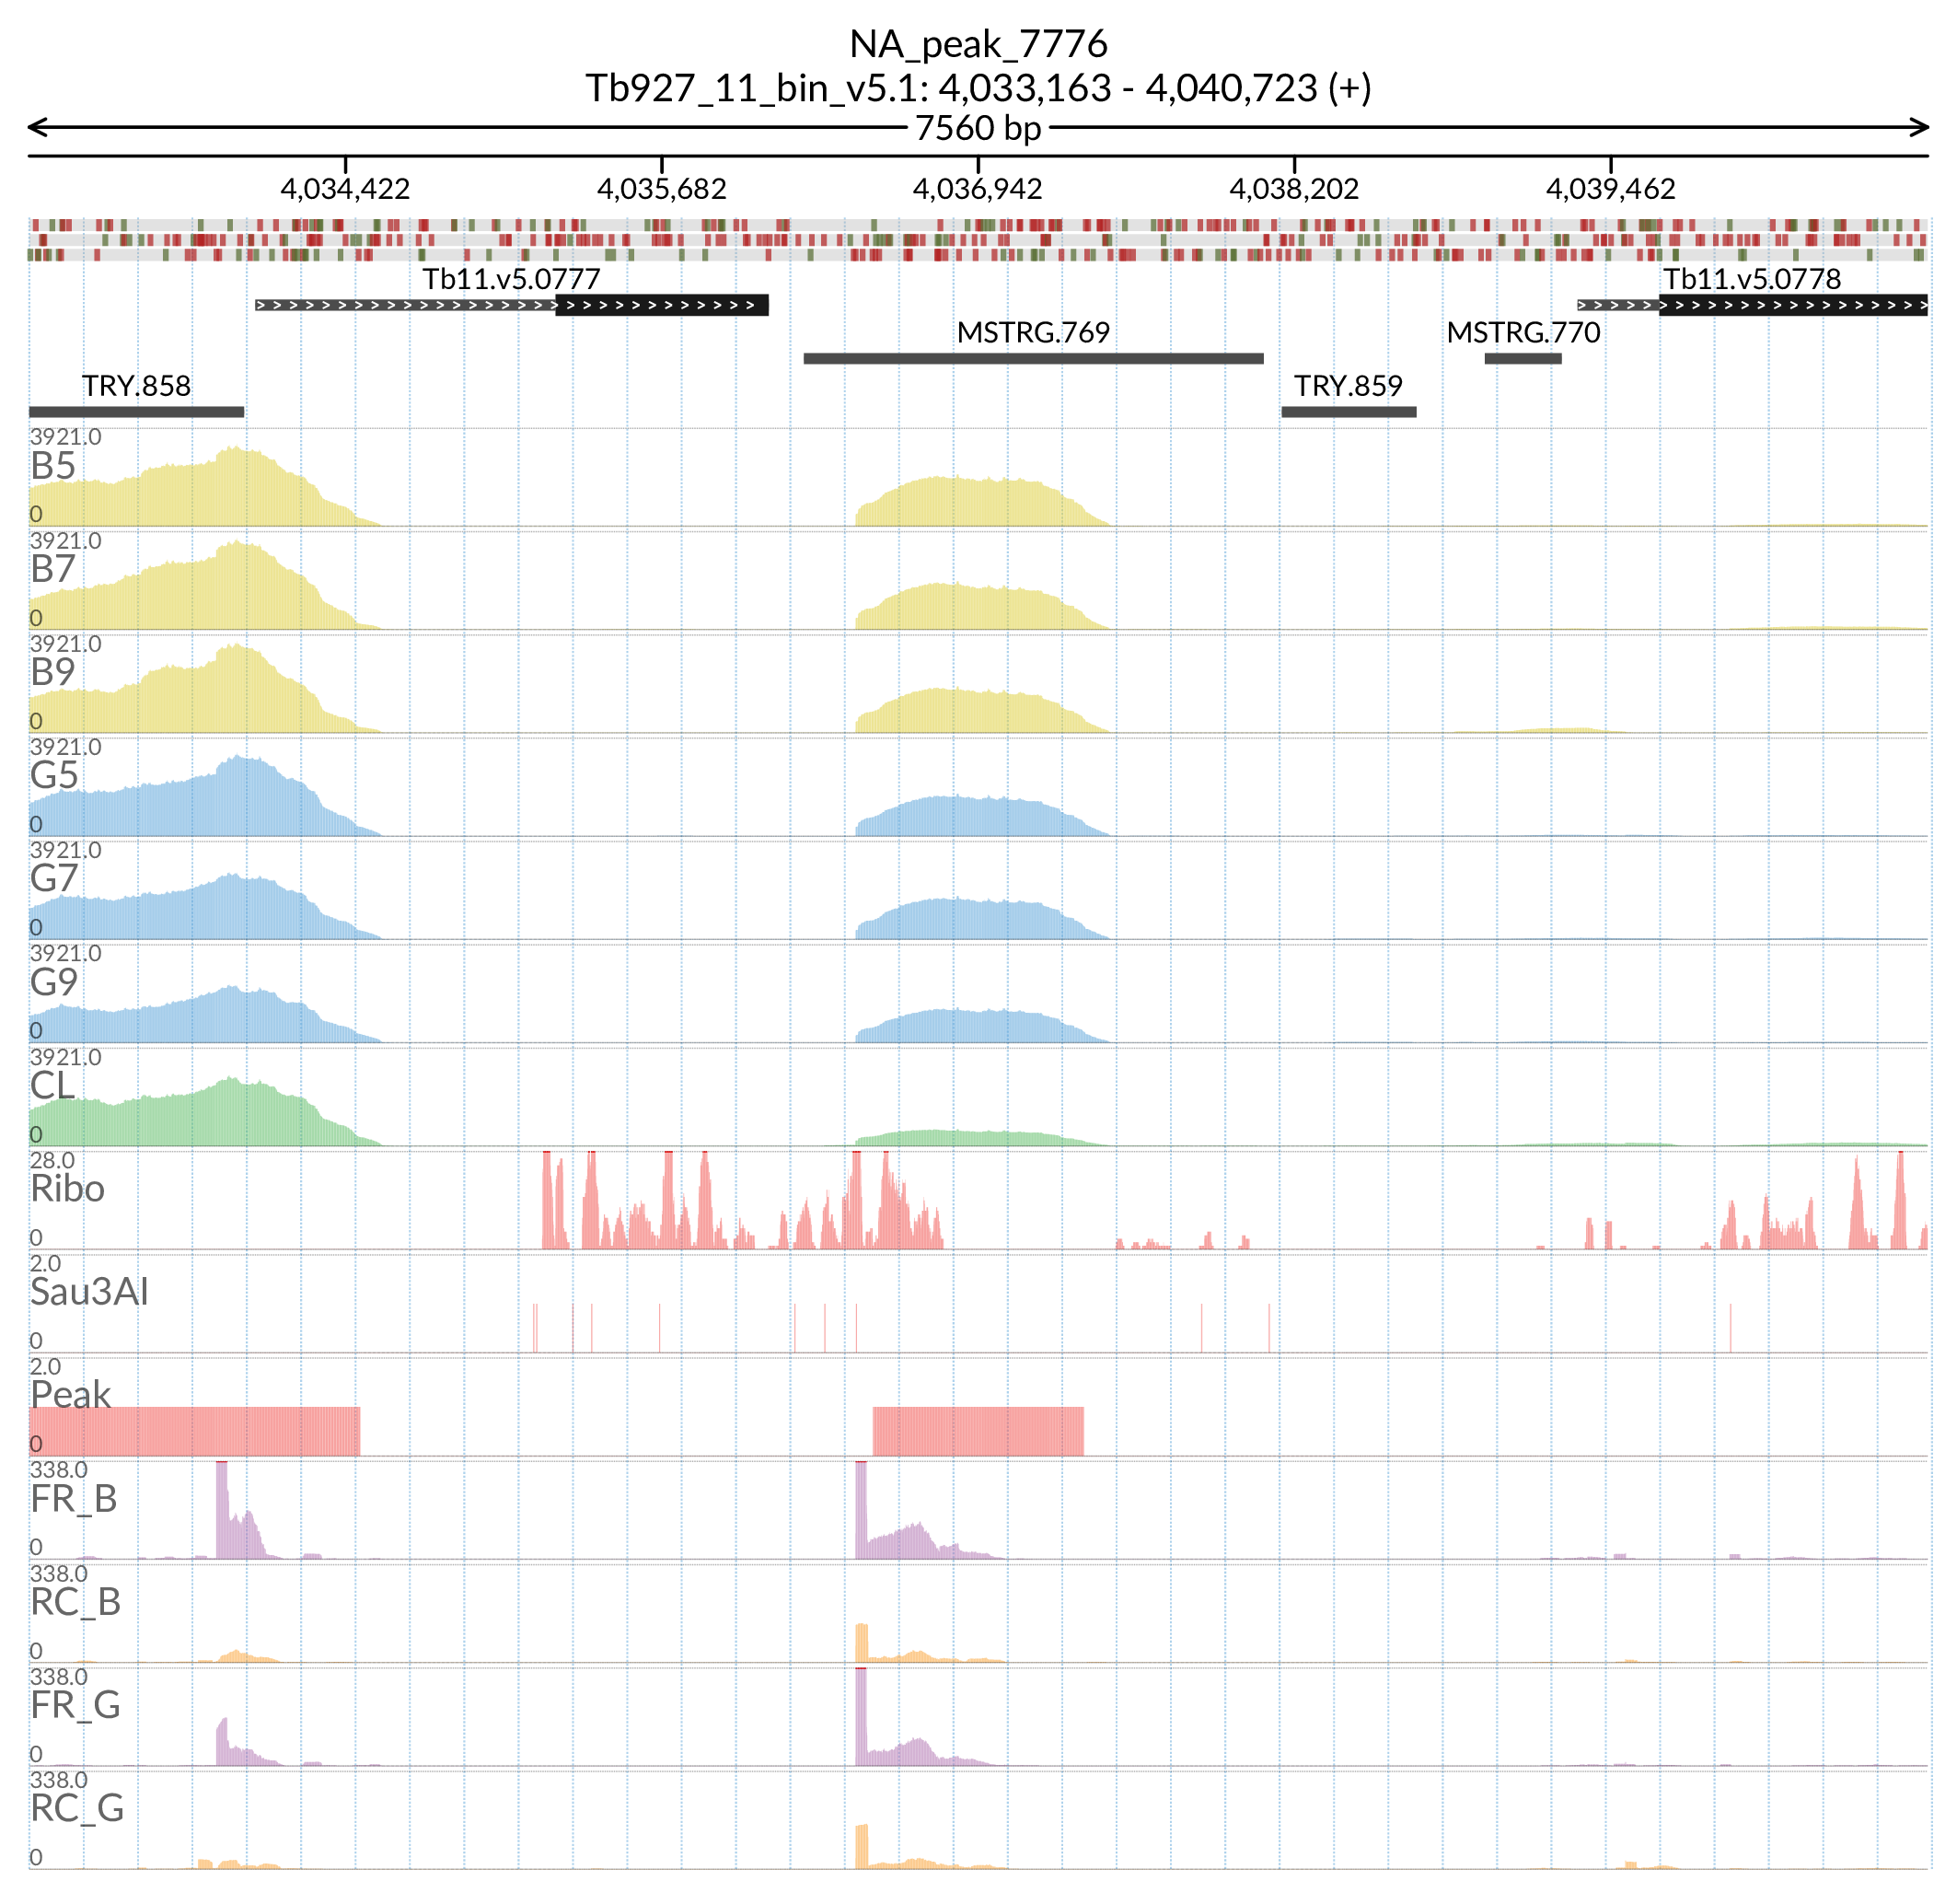 NA_peak_7776
Tb927_11_bin_v5.1: 4,033,163 - 4,040,723 (+)
7560 bp
4,034,422 4,035,682 4,036,942 4,038,202 4,039,462
Tb11.v5.0777 Tb11.v5.0778
MSTRG.769 MSTRG.770
TRY.858 TRY.859
3921.0
B5
0
3921.0
B7
0
3921.0
B9
0
3921.0
G5
0
3921.0
G7
0
3921.0
G9
0
3921.0
CL
0
28.0
Ribo
0
2.0
Sau3AI
0
2.0
Peak
0
338.0
FR_B
0
338.0
RC_B
0
338.0
FR_G
0
338.0
RC_G
0